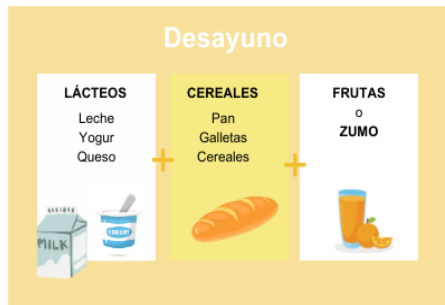 Desayuno
LÁCTEOS
Leche
Yogur
Queso
+
CEREALES
Pan
Galletas
Cereales
+
FRUTAS
o
ZUMO
MILK
YOGURT